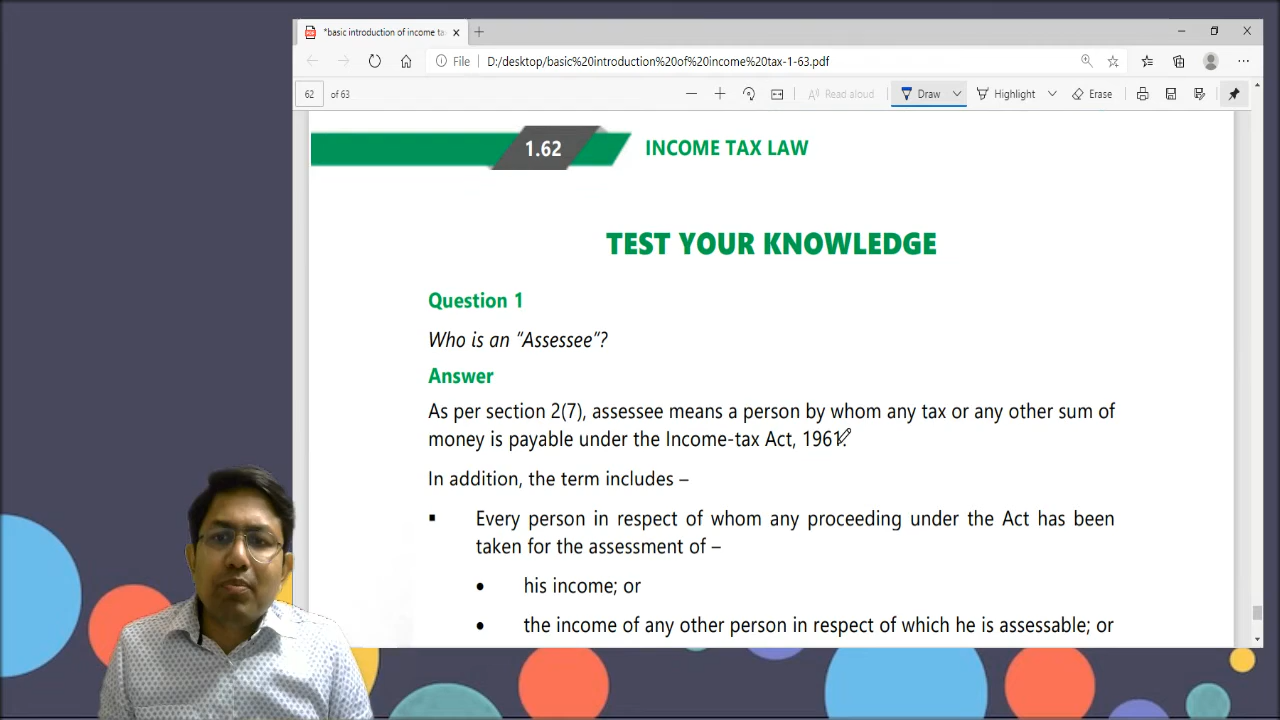 *basic introduction of income ta
File D:/desktop/basic%20introduction%20of%20income%20tax-1-63.pdf
62 of 63 Read aloud Draw Highlight Erase
1.62 INCOME TAX LAW
TEST YOUR KNOWLEDGE
Question 1
Who is an “Assessee”?
Answer
As per section 2(7), assessee means a person by whom any tax or any other sum of
money is payable under the Income-tax Act, 1961.
In addition, the term includes –
▪ Every person in respect of whom any proceeding under the Act has been
taken for the assessment of –
• his income; or
• the income of any other person in respect of which he is assessable; or